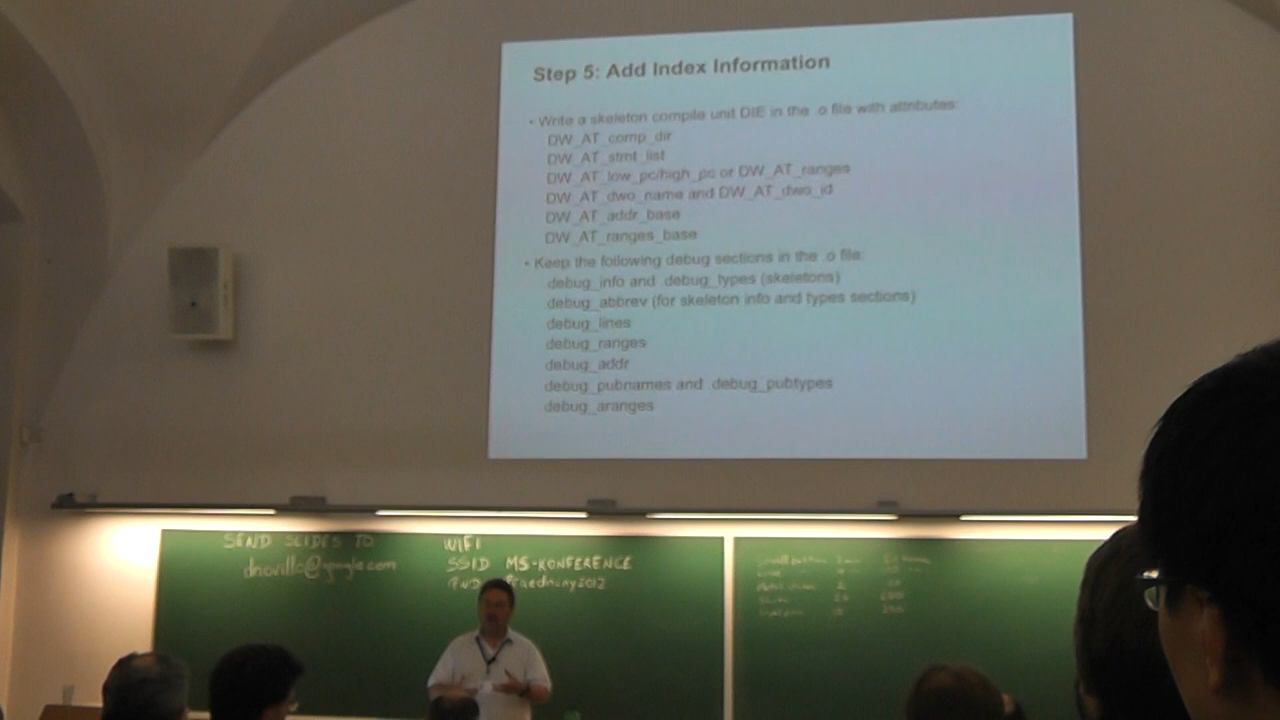 Step 5: Add Index Information
• Write a skeleton compile unit DIE in the .o file with attributes:
DW_AT_comp_dir
DW_AT_stmt_list
DW_AT_low_pc/high_pc or DW_AT_ranges
DW_AT_dwo_name and DW_AT_dwo_id
DW_AT_addr_base
DW_AT_ranges_base
• Keep the following debug sections in the .o file:
.debug_info and .debug_types (skeletons)
.debug_abbrev (for skeleton info and types sections)
.debug_lines
.debug_ranges
.debug_addr
.debug_pubnames and .debug_pubtypes
.debug_aranges
SEND SLIDES TO
dnovillo@google.com
WIFI
SSID MS-KONFERENCE
PWD